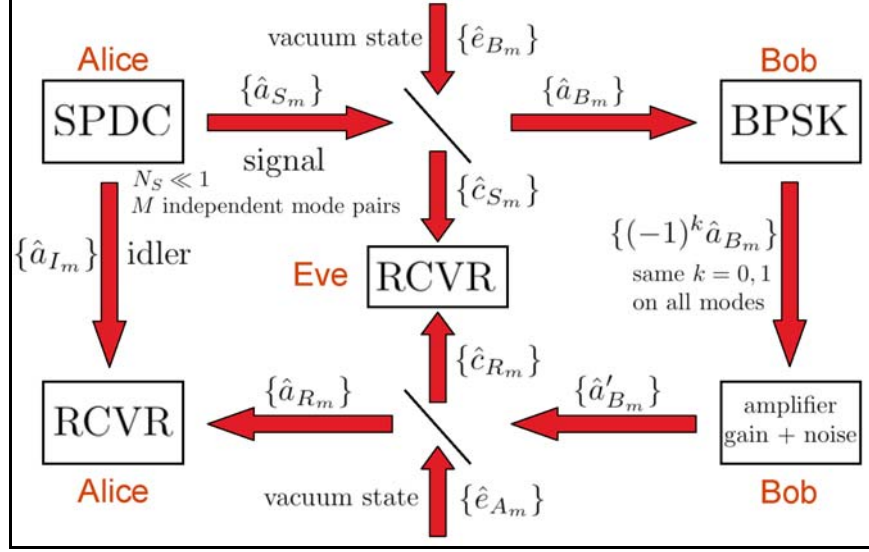 vacuum state {ê_{B_m}}
Alice
Bob
SPDC
{â_{S_m}}
{â_{B_m}}
BPSK
signal
N_S ≪ 1
M independent mode pairs
{ĉ_{S_m}}
{â_{I_m}} idler
{(-1)^k â_{B_m}}
same k = 0, 1
on all modes
Eve RCVR
{ĉ_{R_m}}
{â_{R_m}}
{â'_{B_m}}
RCVR
amplifier
gain + noise
Alice
Bob
vacuum state {ê_{A_m}}